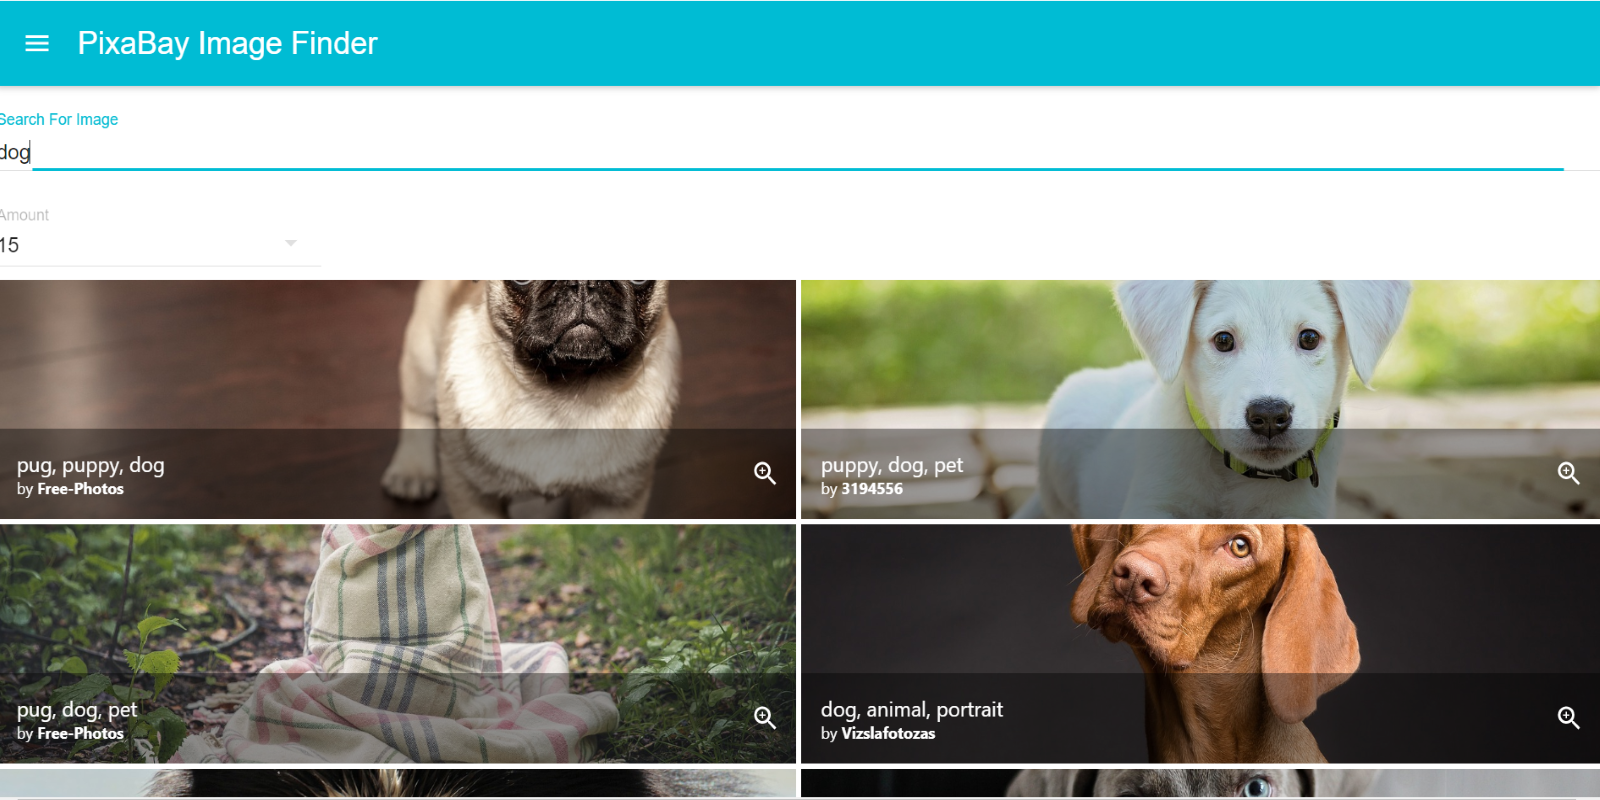 PixaBay Image Finder
Search For Image
dog
Amount
15
pug, puppy, dog
by Free-Photos
puppy, dog, pet
by 3194556
pug, dog, pet
by Free-Photos
dog, animal, portrait
by Vizslafotozas